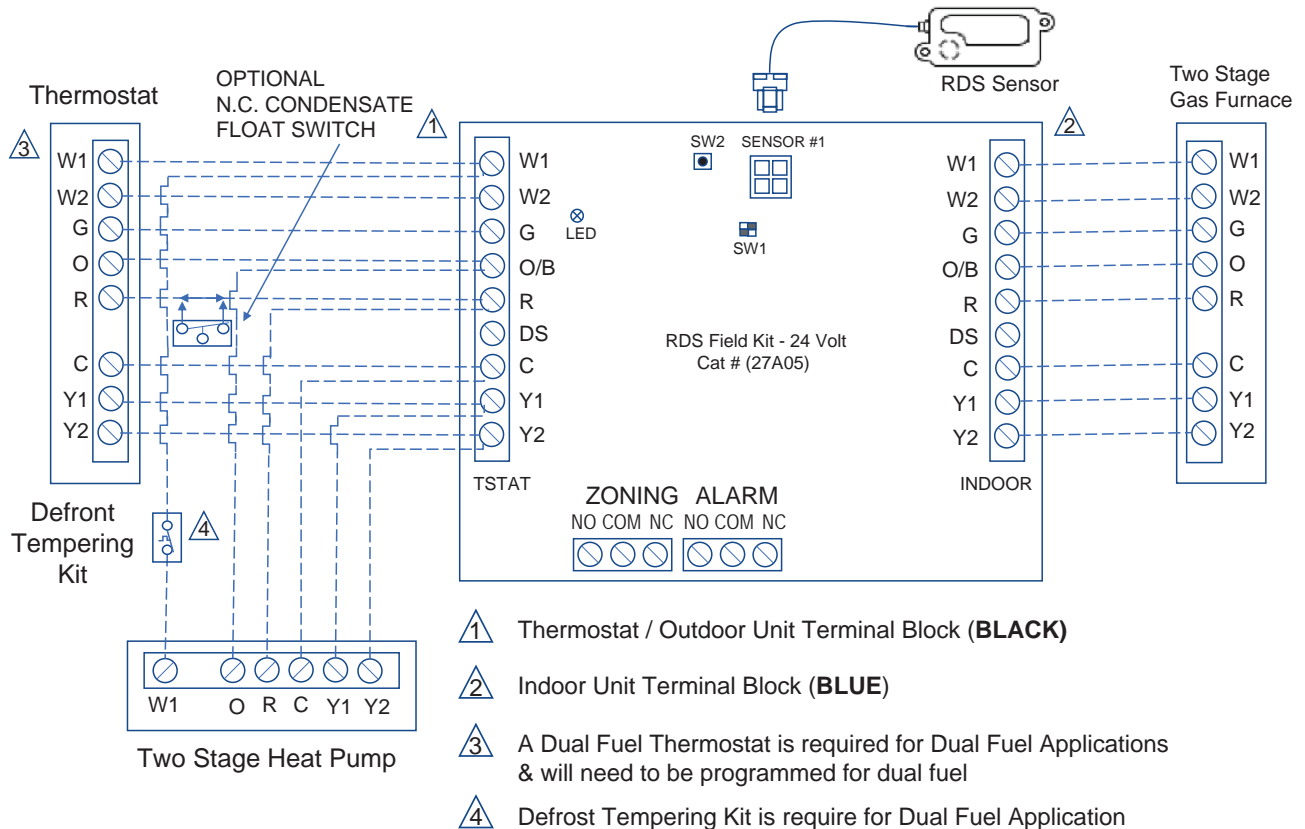 RDS Sensor
Two Stage
Gas Furnace
Thermostat
OPTIONAL
N.C. CONDENSATE
FLOAT SWITCH
3
1
2
W1
W2
G
O
R
C
Y1
Y2
W1
W2
G
O/B
R
DS
C
Y1
Y2
TSTAT
LED
SW2
SENSOR #1
SW1
RDS Field Kit - 24 Volt
Cat # (27A05)
ZONING ALARM
NO COM NC NO COM NC
W1
W2
G
O/B
R
DS
C
Y1
Y2
INDOOR
W1
W2
G
O
R
C
Y1
Y2
Defront
Tempering
Kit
4
W1 O R C Y1 Y2
Two Stage Heat Pump
1 Thermostat / Outdoor Unit Terminal Block (BLACK)
2 Indoor Unit Terminal Block (BLUE)
3 A Dual Fuel Thermostat is required for Dual Fuel Applications
& will need to be programmed for dual fuel
4 Defrost Tempering Kit is require for Dual Fuel Application